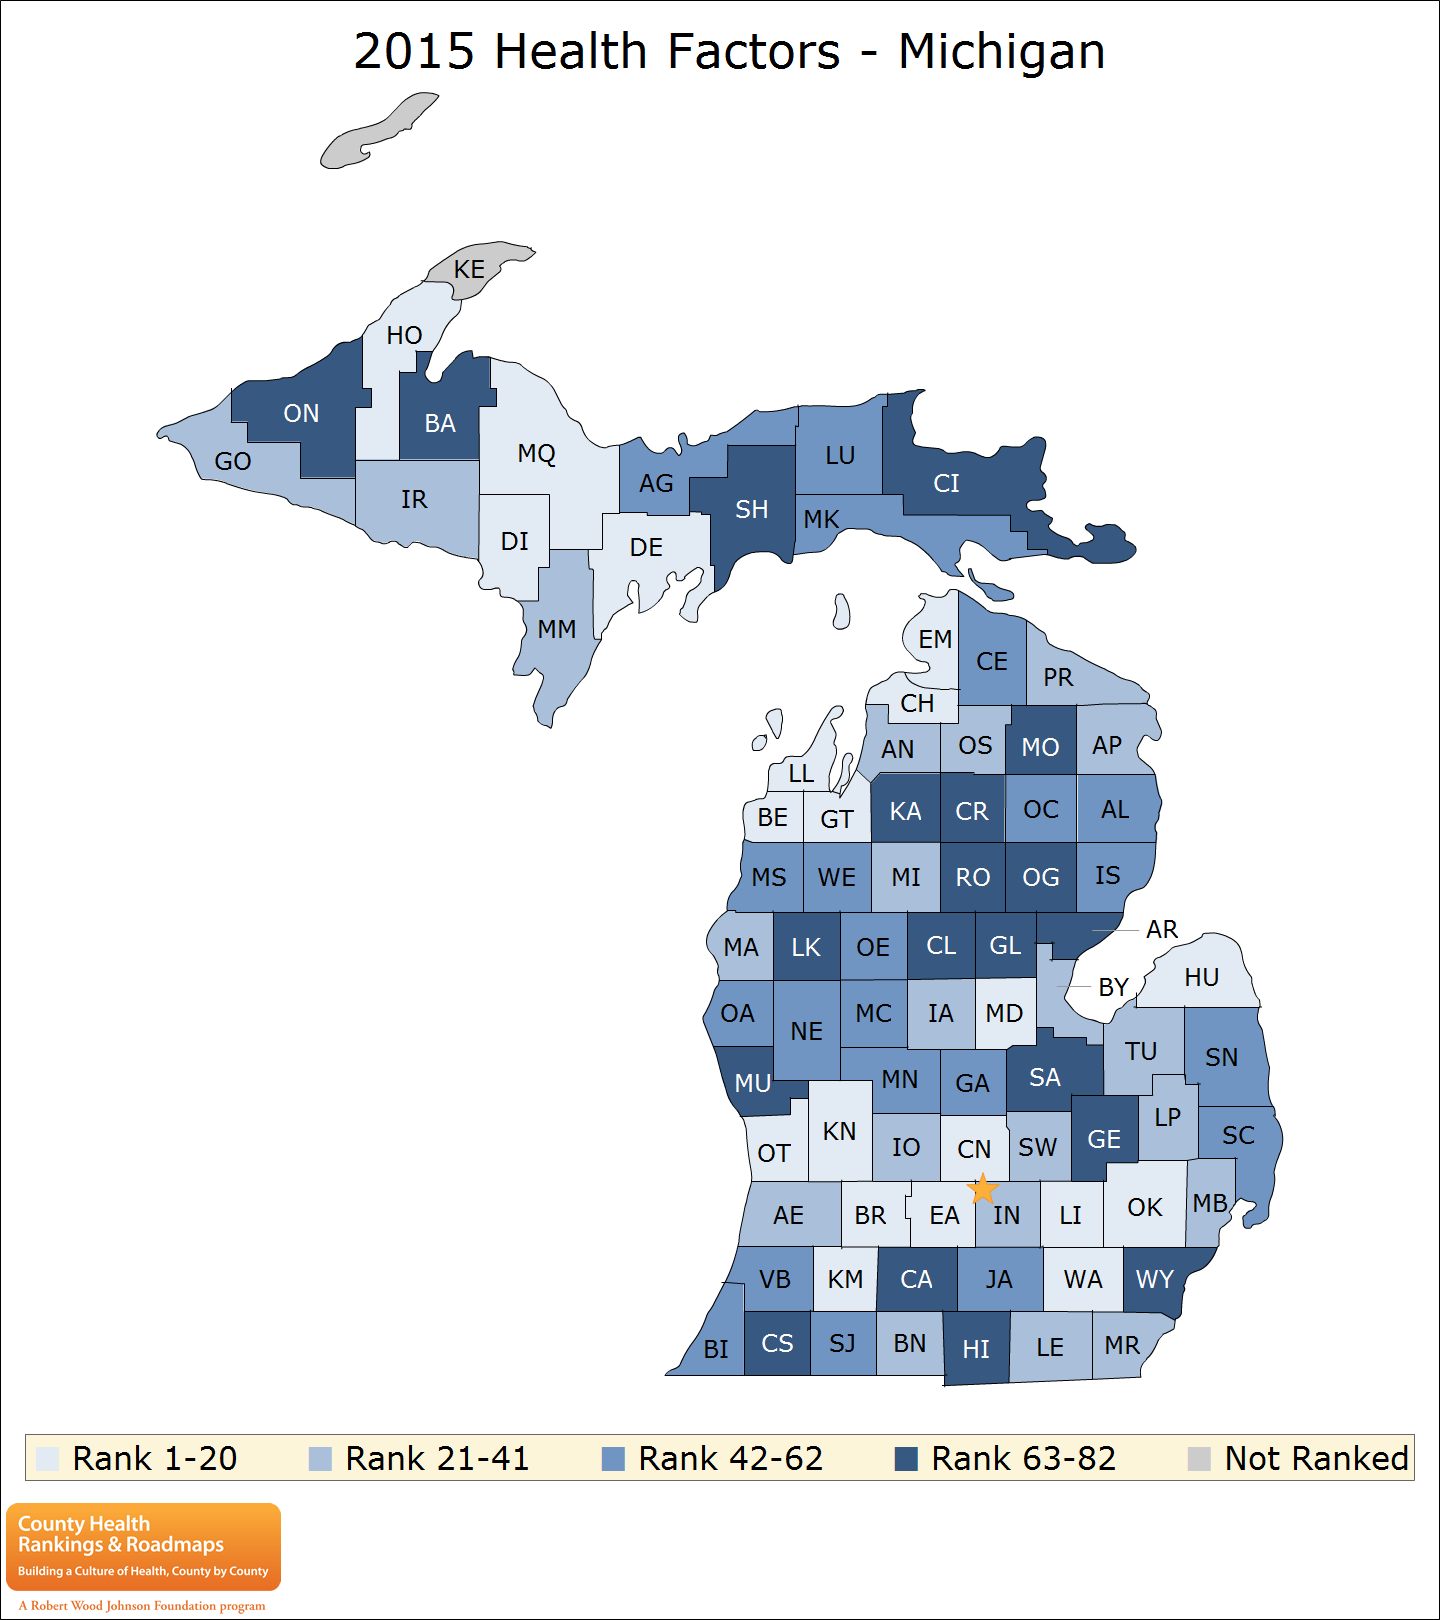 2015 Health Factors - Michigan
KE
HO
ON
BA
GO
MQ
LU
IR
AG
CI
SH
MK
DI
DE
MM
EM
CE
PR
CH
AN
OS
MO
AP
LL
BE
GT
KA
CR
OC
AL
MS
WE
MI
RO
OG
IS
AR
MA
LK
OE
CL
GL
BY
HU
OA
NE
MC
IA
MD
TU
SN
MU
MN
GA
SA
LP
SC
OT
KN
IO
CN
SW
GE
AE
BR
EA
IN
LI
OK
MB
VB
KM
CA
JA
WA
WY
BI
CS
SJ
BN
HI
LE
MR
Rank 1-20 Rank 21-41 Rank 42-62 Rank 63-82 Not Ranked
County Health
Rankings & Roadmaps
Building a Culture of Health, County by County
A Robert Wood Johnson Foundation program